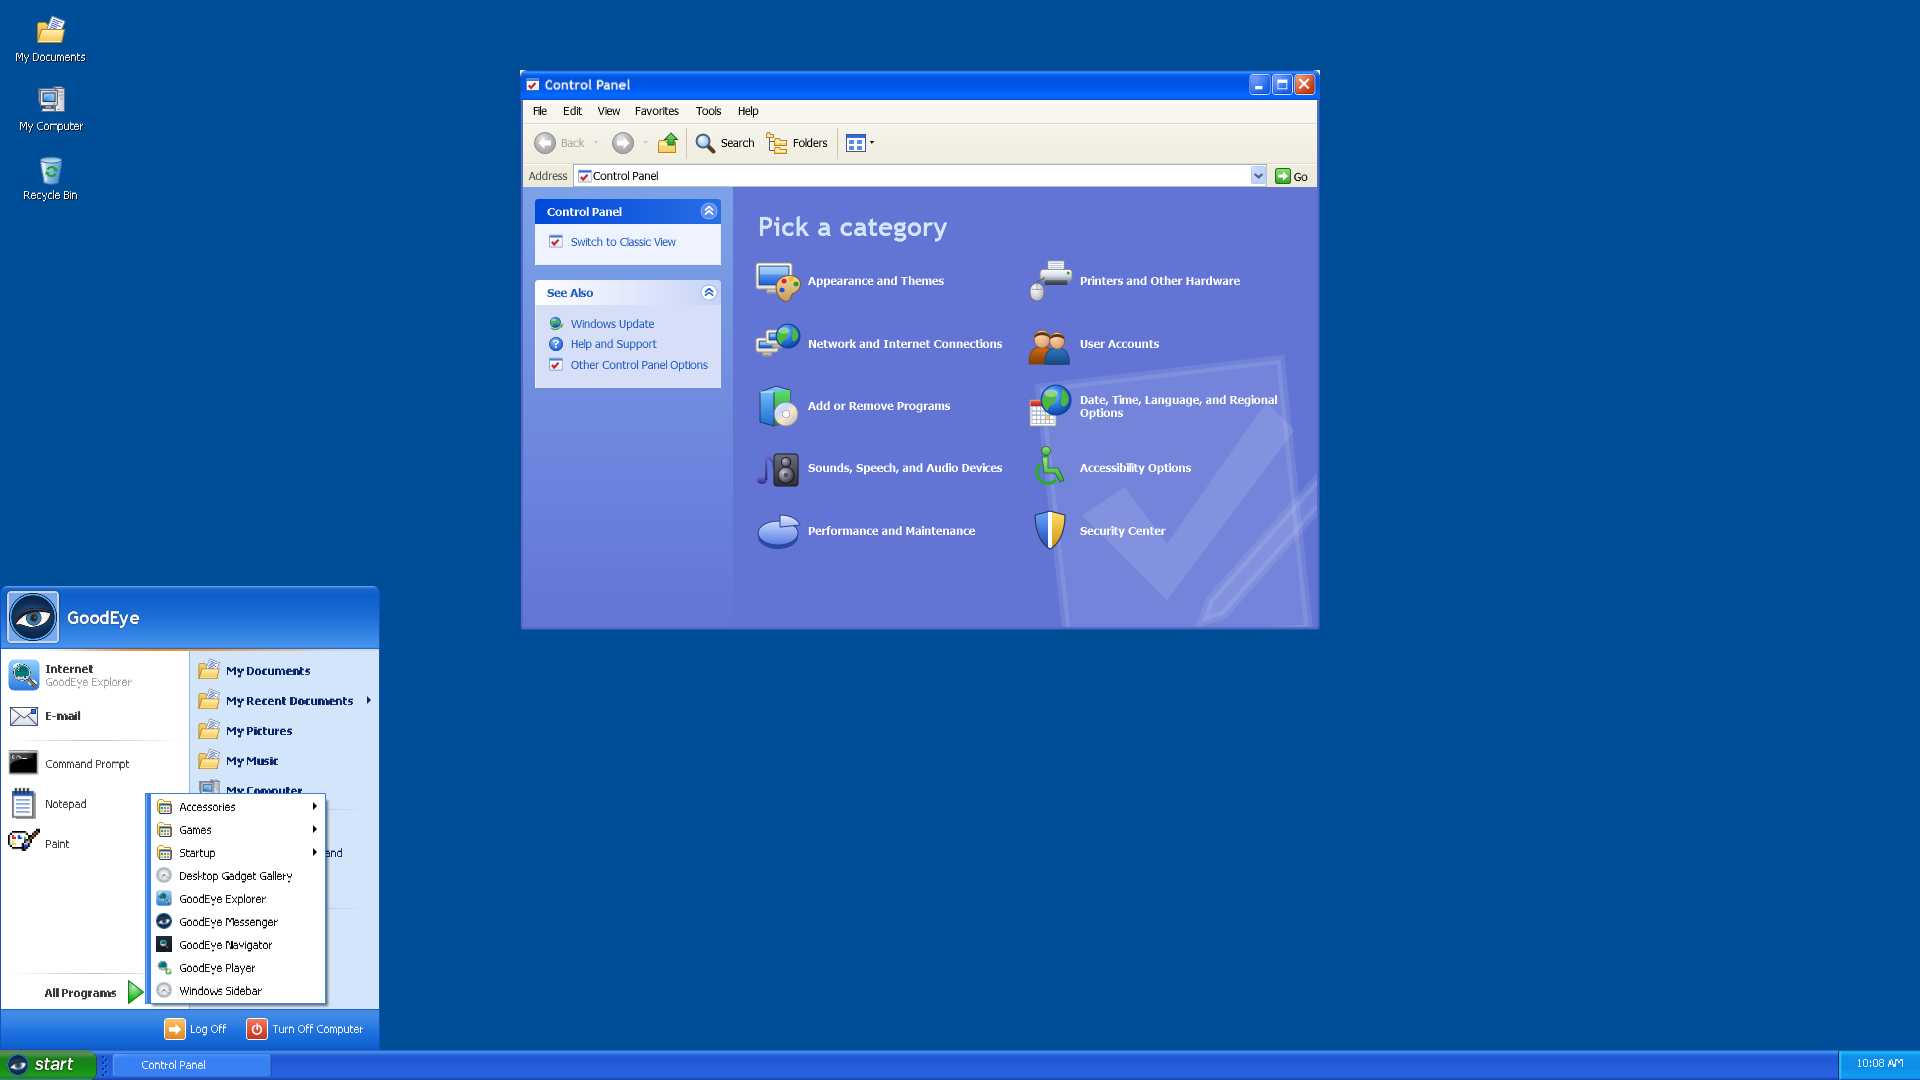 My Documents
My Computer
Recycle Bin
Control Panel
File Edit View Favorites Tools Help
Back Search Folders
Address Control Panel Go
Control Panel
Switch to Classic View
See Also
Windows Update
Help and Support
Other Control Panel Options
Pick a category
Appearance and Themes
Printers and Other Hardware
Network and Internet Connections
User Accounts
Add or Remove Programs
Date, Time, Language, and Regional
Options
Sounds, Speech, and Audio Devices
Accessibility Options
Performance and Maintenance
Security Center
GoodEye
Internet
GoodEye Explorer
E-mail
Command Prompt
Notepad
Paint
All Programs
My Documents
My Recent Documents
My Pictures
My Music
My Computer
and
Accessories
Games
Startup
Desktop Gadget Gallery
GoodEye Explorer
GoodEye Messenger
GoodEye Navigator
GoodEye Player
Windows Sidebar
Log Off Turn Off Computer
start Control Panel 10:08 AM